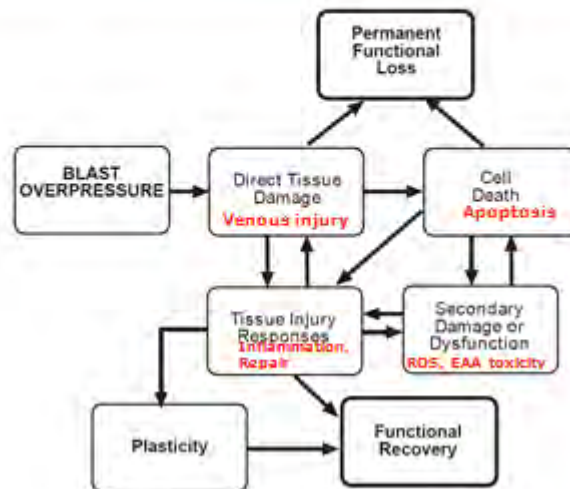 Permanent
Functional
Loss
BLAST
OVERPRESSURE
Direct Tissue
Damage
Venous injury
Cell
Death
Apoptosis
Tissue Injury
Responses
Inflammation,
Repair
Secondary
Damage or
Dysfunction
ROS, EAA toxicity
Plasticity
Functional
Recovery